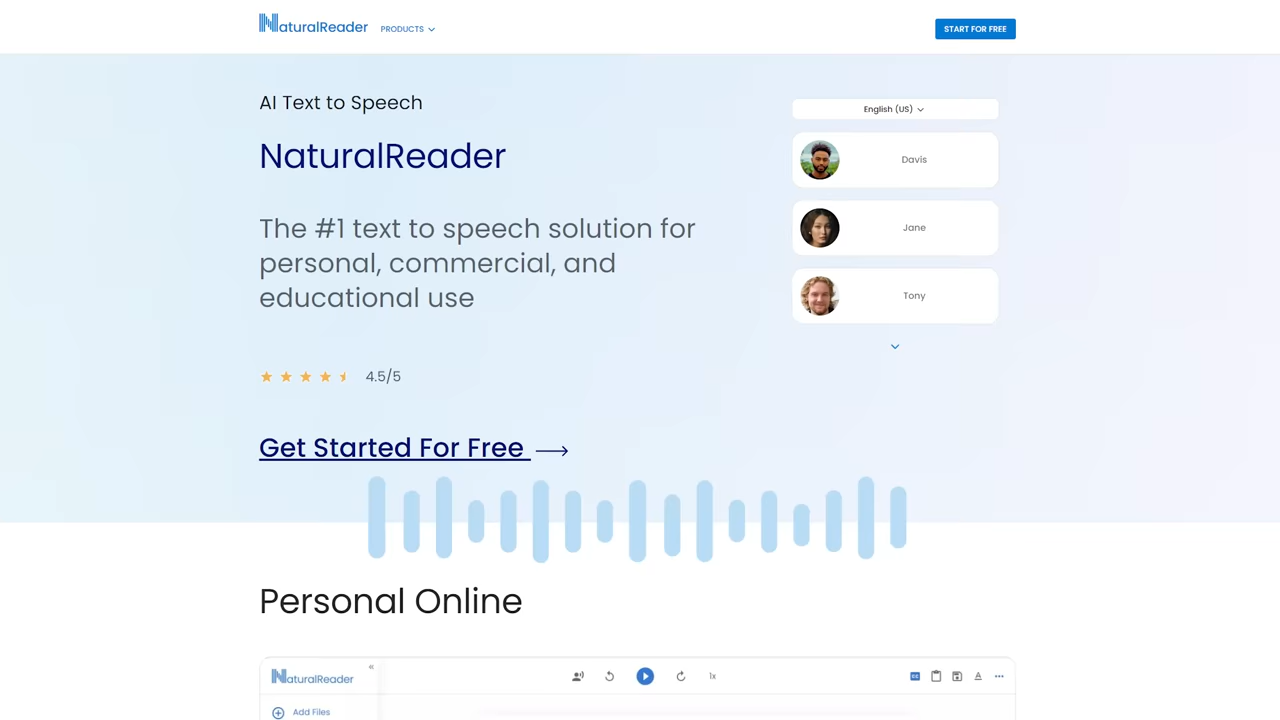 NaturalReader
PRODUCTS
START FOR FREE
AI Text to Speech
NaturalReader
The #1 text to speech solution for
personal, commercial, and
educational use
4.5/5
Get Started For Free
English (US)
Davis
Jane
Tony
Personal Online
NaturalReader
«
1x
CC
A
Add Files